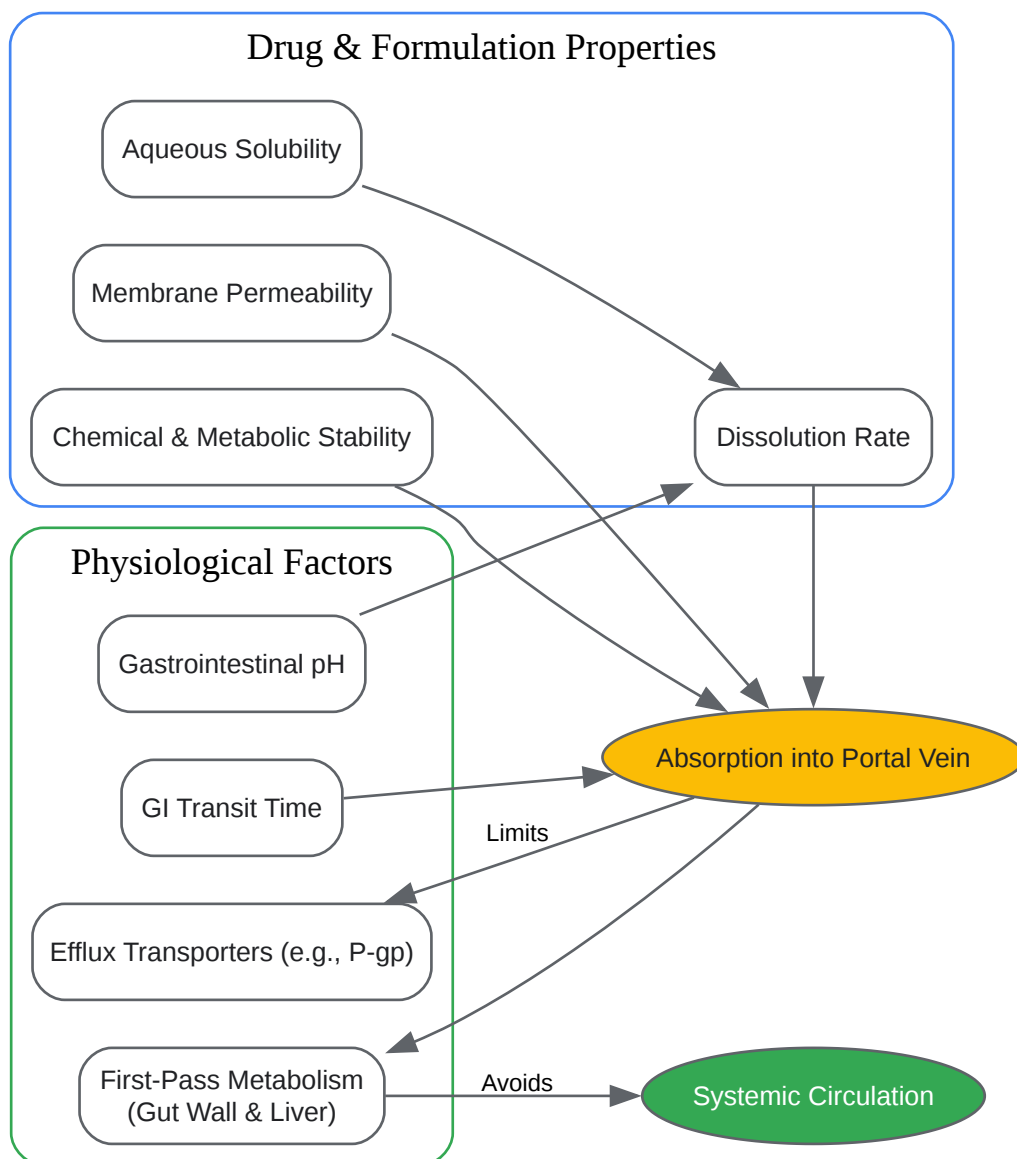 Drug & Formulation Properties
Aqueous Solubility
Membrane Permeability
Chemical & Metabolic Stability
Dissolution Rate
Physiological Factors
Gastrointestinal pH
Absorption into Portal Vein
GI Transit Time
Limits
Efflux Transporters (e.g., P-gp)
First-Pass Metabolism
(Gut Wall & Liver)
Avoids
Systemic Circulation